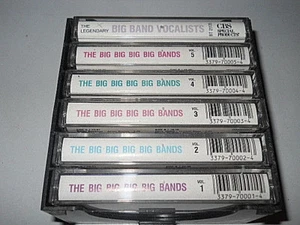 THE
LEGENDARY
BIG BAND VOCALISTS
CBS
SPECIAL
PRODUCTS
THE BIG BIG BIG BIG BANDS
VOL.
5
3379-70005-4
THE BIG BIG BIG BIG BANDS
VOL.
4
3379-70004-4
THE BIG BIG BIG BIG BANDS
VOL.
3
3379-70003-4
THE BIG BIG BIG BIG BANDS
VOL.
2
3379-70002-4
THE BIG BIG BIG BIG BANDS
VOL.
1
3379-70001-4